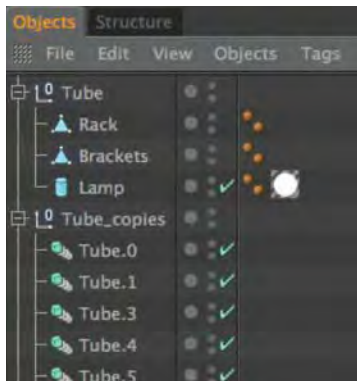 Objects Structure
File Edit View Objects Tags
Tube
Rack
Brackets
Lamp
Tube_copies
Tube.0
Tube.1
Tube.3
Tube.4
Tube.5